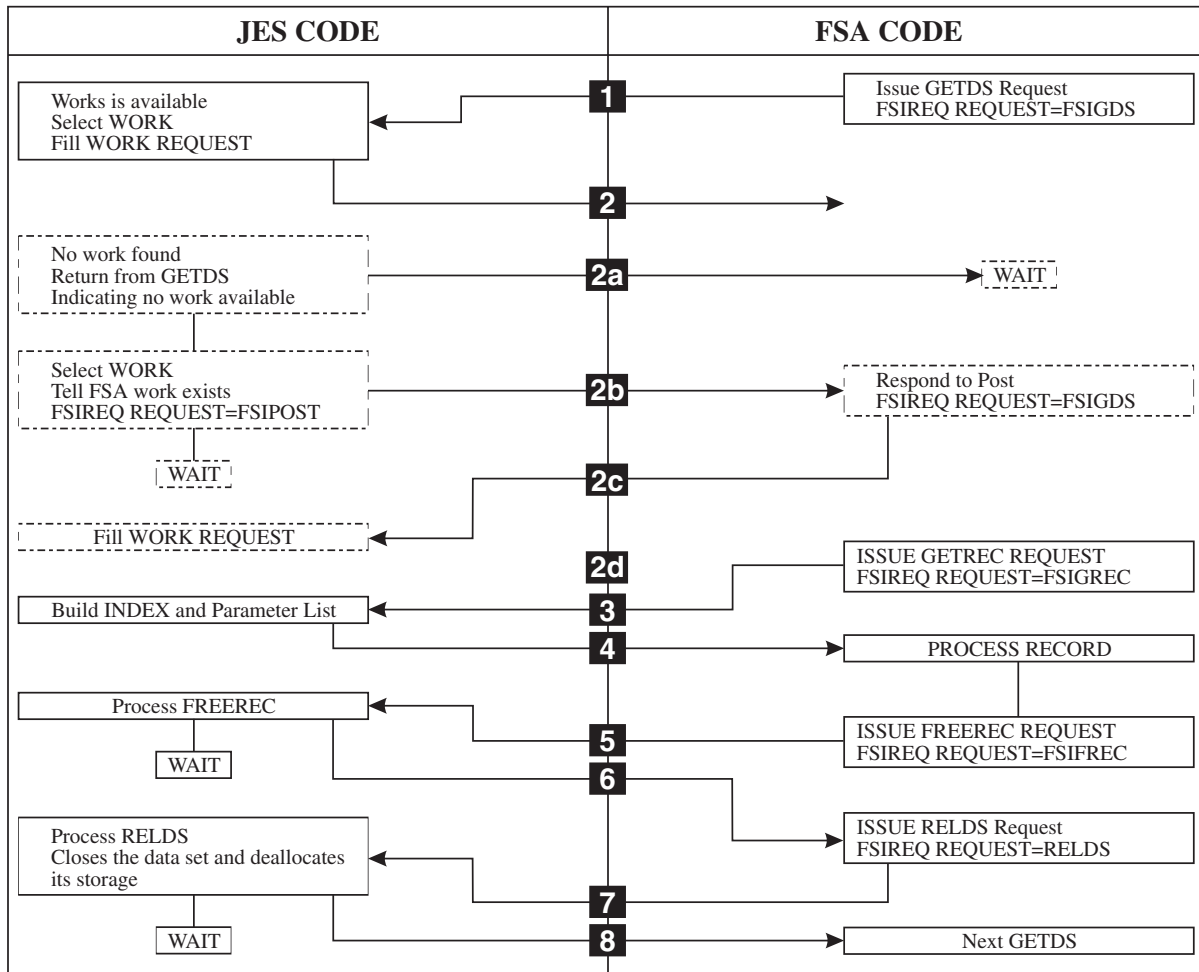 JES CODE
FSA CODE
1
Works is available
Select WORK
Fill WORK REQUEST
Issue GETDS Request
FSIREQ REQUEST=FSIGDS
2
No work found
Return from GETDS
Indicating no work available
2a
WAIT
Select WORK
Tell FSA work exists
FSIREQ REQUEST=FSIPOST
2b
Respond to Post
FSIREQ REQUEST=FSIGDS
WAIT
2c
Fill WORK REQUEST
2d
ISSUE GETREC REQUEST
FSIREQ REQUEST=FSIGREC
Build INDEX and Parameter List
3
4
PROCESS RECORD
Process FREEREC
5
ISSUE FREEREC REQUEST
FSIREQ REQUEST=FSIFREC
WAIT
6
Process RELDS
Closes the data set and deallocates
its storage
ISSUE RELDS Request
FSIREQ REQUEST=RELDS
7
WAIT
8
Next GETDS